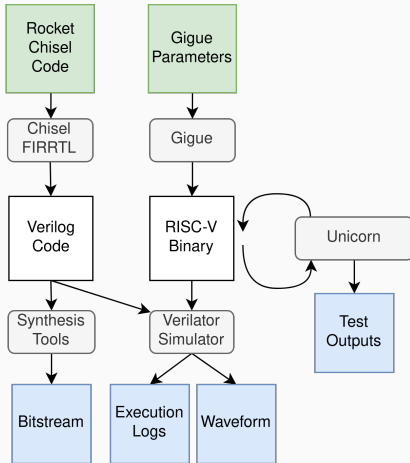 Rocket
Chisel
Code
Gigue
Parameters
Chisel
FIRRTL
Gigue
Verilog
Code
RISC-V
Binary
Unicorn
Synthesis
Tools
Verilator
Simulator
Test
Outputs
Bitstream
Execution
Logs
Waveform